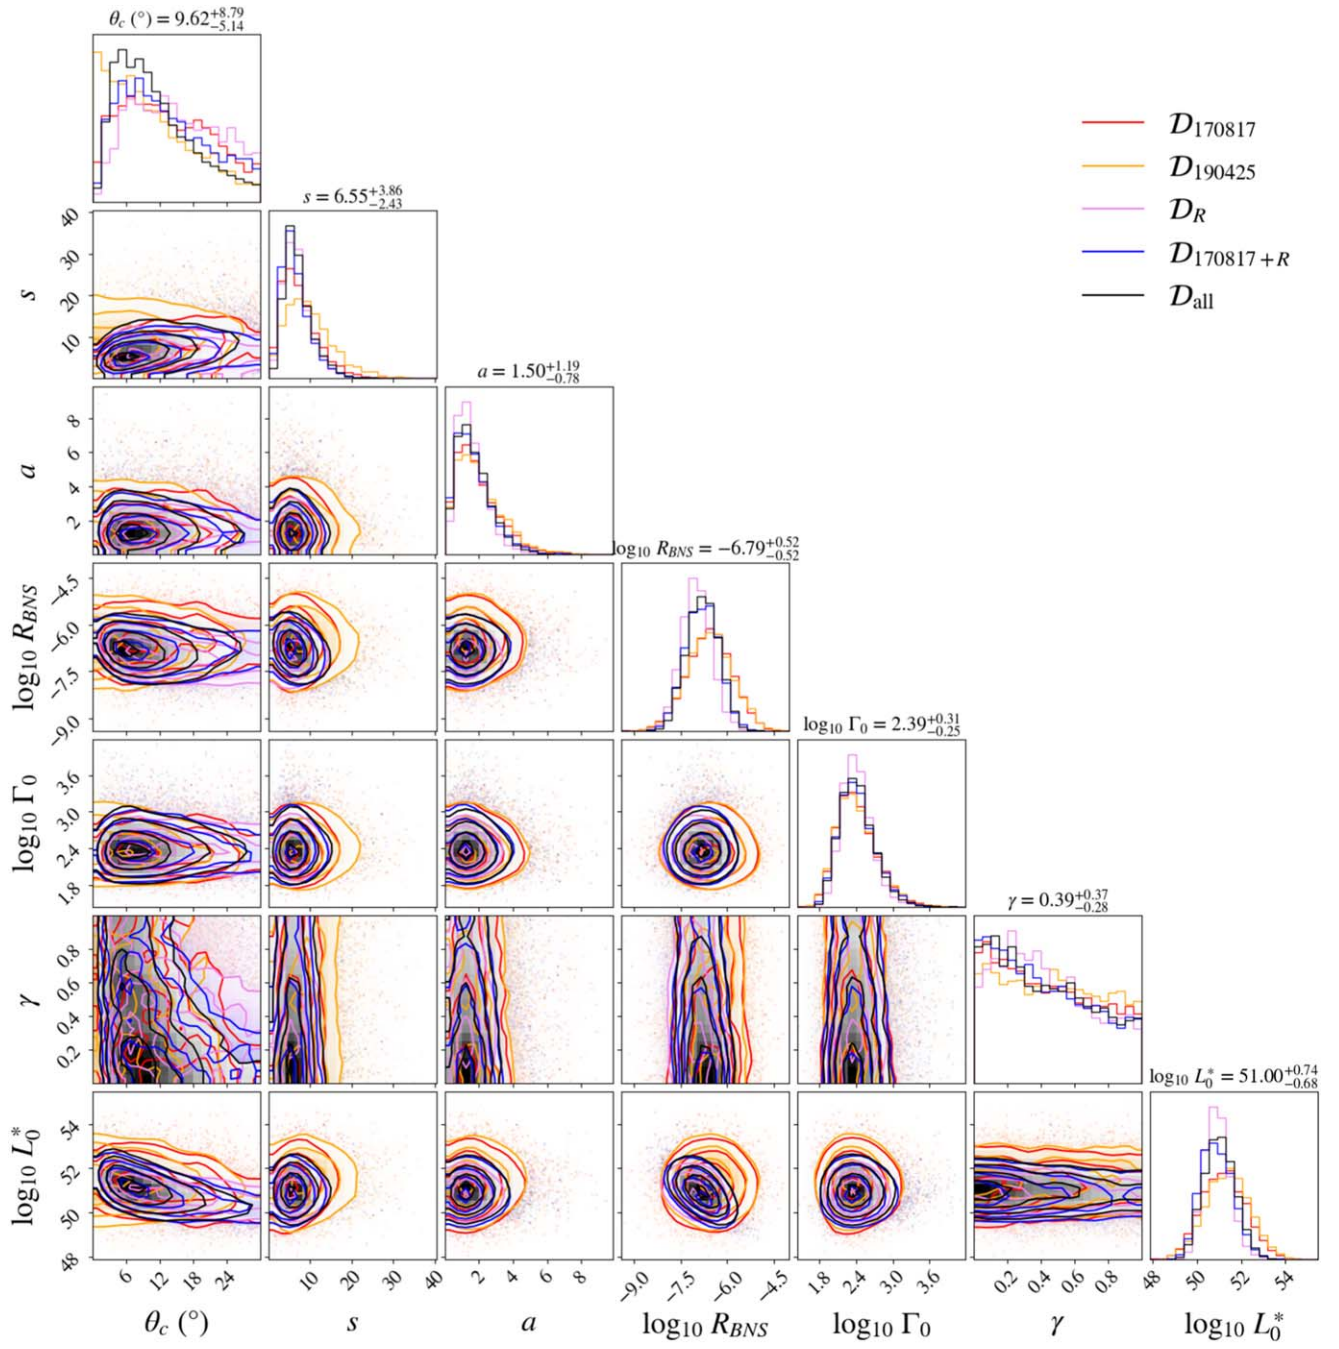 θc (°) = 9.62 +8.79 −5.14
𝒟170817
𝒟190425
𝒟R
𝒟170817+R
𝒟all
s = 6.55 +3.86 −2.43
s
40
30
20
10
a = 1.50 +1.19 −0.78
a
8
6
4
2
log10 RBNS = −6.79 +0.52 −0.52
log10 RBNS
−4.5
−6.0
−7.5
−9.0
log10 Γ0 = 2.39 +0.31 −0.25
log10 Γ0
3.6
3.0
2.4
1.8
γ = 0.39 +0.37 −0.28
γ
0.8
0.6
0.4
0.2
log10 L0* = 51.00 +0.74 −0.68
log10 L0*
54
52
50
48
6 12 18 24
10 20 30 40
2 4 6 8
−9.0 −7.5 −6.0 −4.5
1.8 2.4 3.0 3.6
0.2 0.4 0.6 0.8
48 50 52 54
θc (°) s a log10 RBNS log10 Γ0 γ log10 L0*